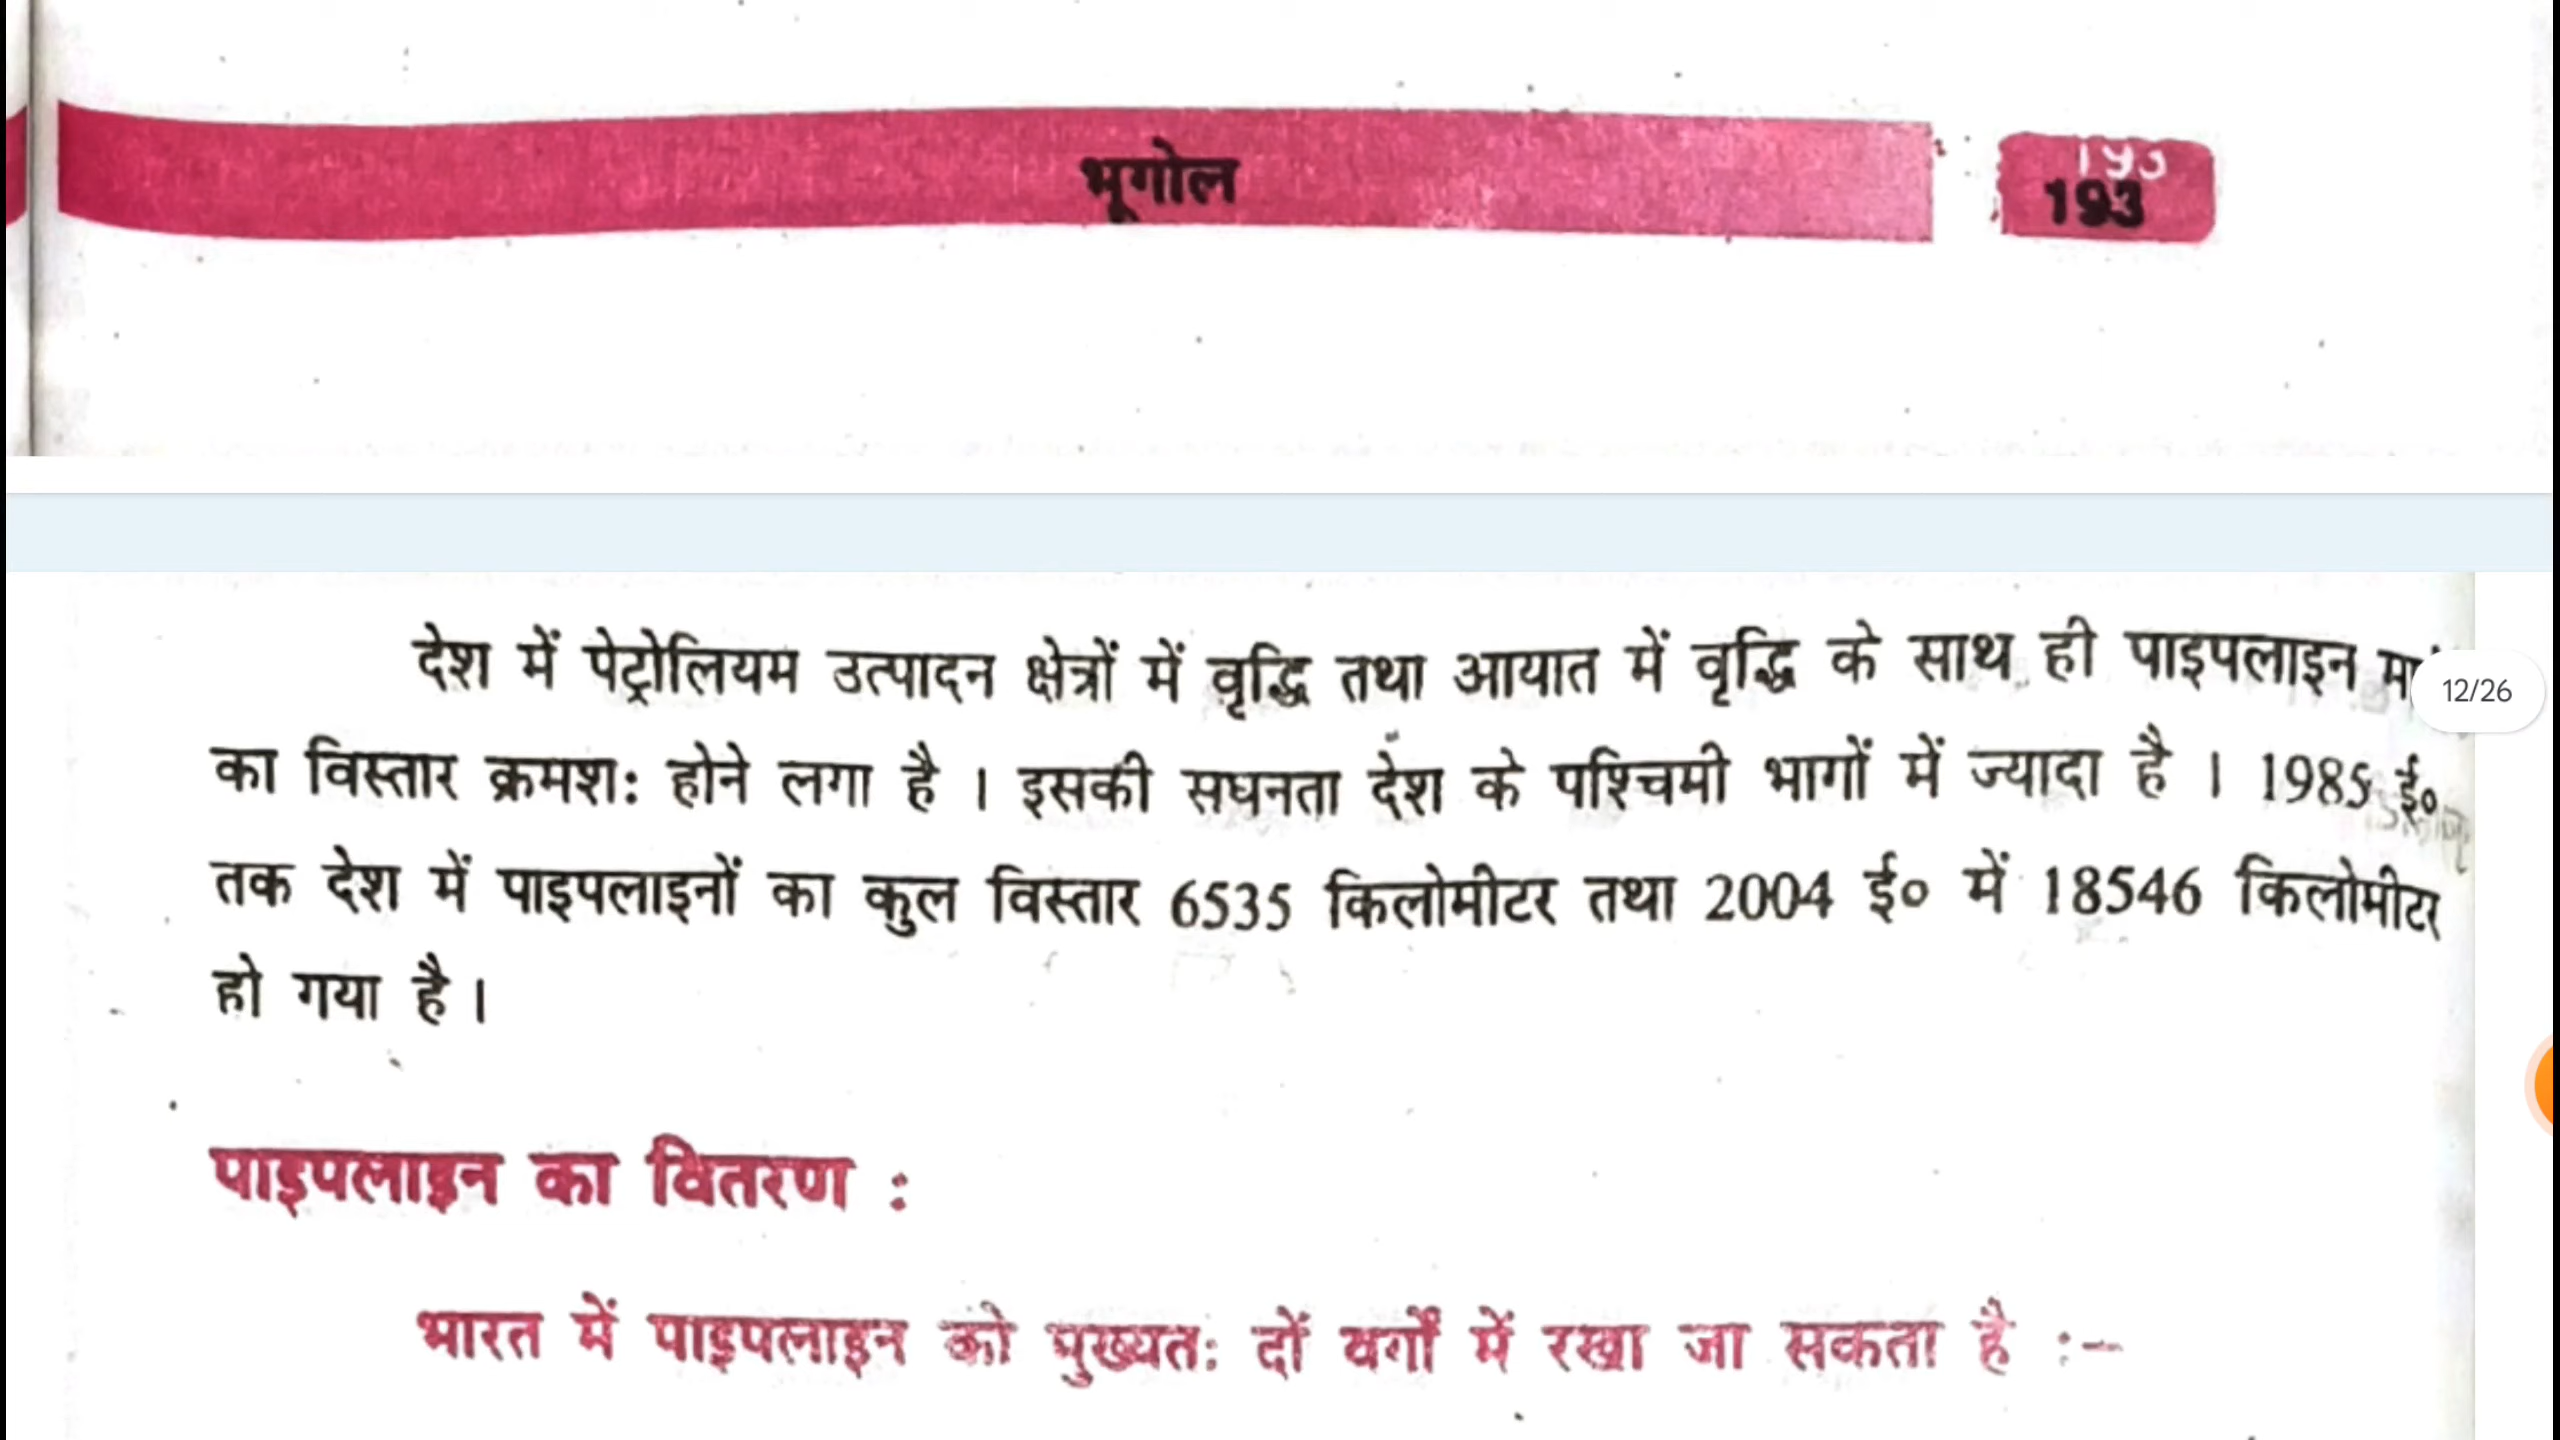 भूगोल
193
193
देश में पेट्रोलियम उत्पादन क्षेत्रों में वृद्धि तथा आयात में वृद्धि के साथ ही पाइपलाइन
12/26
का विस्तार क्रमशः होने लगा है । इसकी सघनता देश के पश्चिमी भागों में ज्यादा है । 1985 ई०
तक देश में पाइपलाइनों का कुल विस्तार 6535 किलोमीटर तथा 2004 ई० में 18546 किलोमीटर
हो गया है ।
पाइपलाइन का वितरण :
भारत में पाइपलाइन को मुख्यतः दों वर्गों में रखा जा सकता है :–